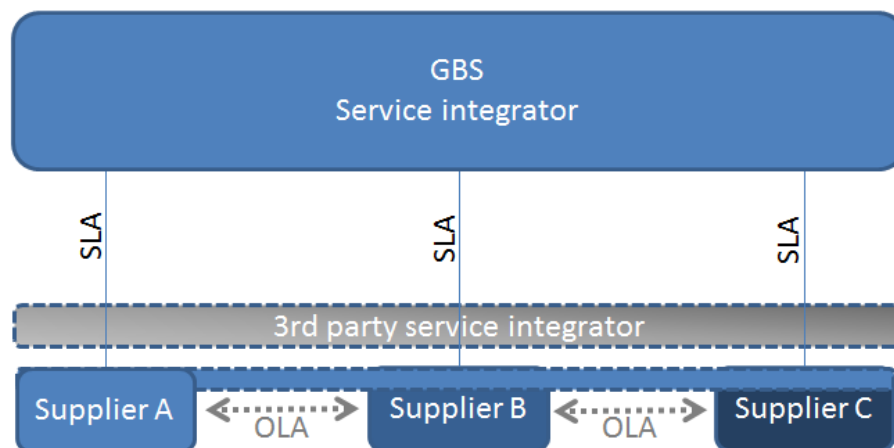 GBS
Service integrator
SLA
SLA
SLA
3rd party service integrator
Supplier A
OLA
Supplier B
OLA
Supplier C